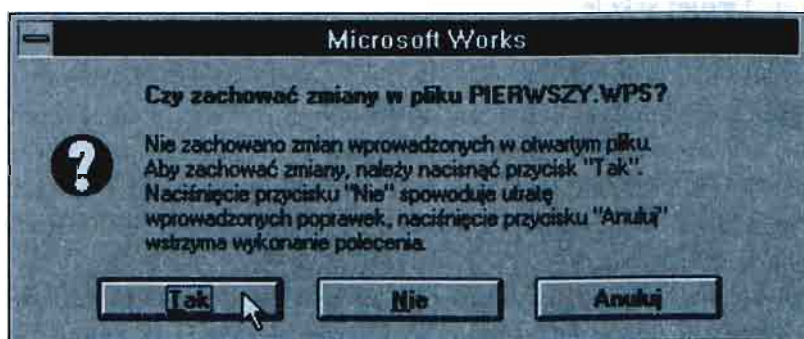 Microsoft Works
Czy zachować zmiany w pliku PIERWSZY.WPS?
Nie zachowano zmian wprowadzonych w otwartym pliku.
Aby zachować zmiany, należy nacisnąć przycisk "Tak".
Naciśnięcie przycisku "Nie" spowoduje utratę
wprowadzonych poprawek, naciśnięcie przycisku "Anuluj"
wstrzyma wykonanie polecenia.
Tak Nie Anuluj